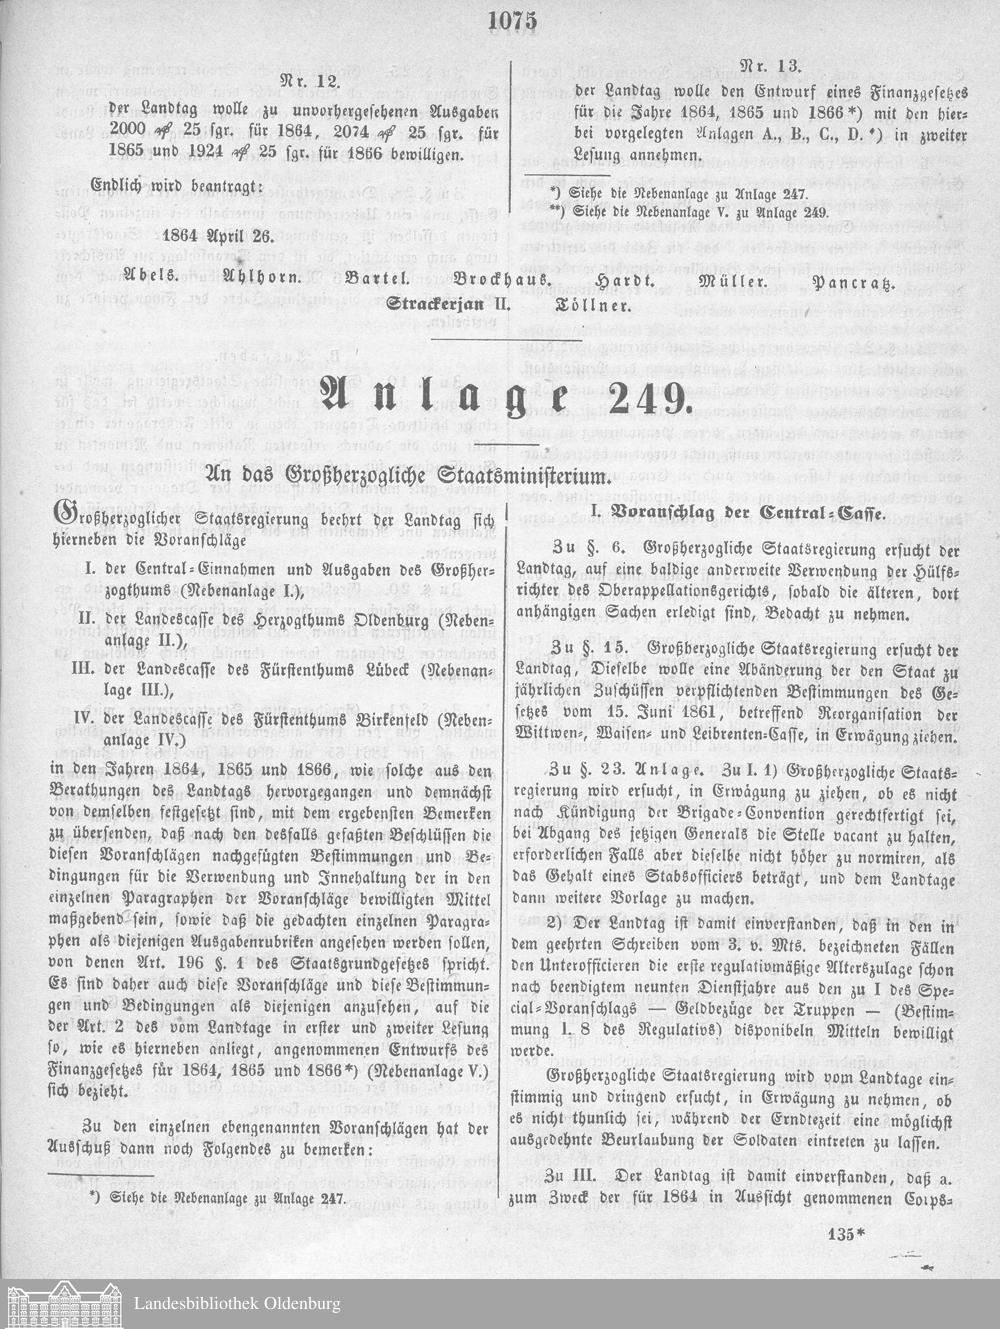 1075
Nr. 12.
der Landtag wolle zu unvorhergesehenen Ausgaben
2000 ₰ 25 sgr. für 1864, 2074 ₰ 25 sgr. für
1865 und 1924 ₰ 25 sgr. für 1866 bewilligen.
Endlich wird beantragt:
Nr. 13.
der Landtag wolle den Entwurf eines Finanzgesetzes
für die Jahre 1864, 1865 und 1866*) mit den hier-
bei vorgelegten Anlagen A., B., C., D.*) in zweiter
Lesung annehmen.
*) Siehe die Nebenanlage zu Anlage 247.
**) Siehe die Nebenanlage V. zu Anlage 249.
1864 April 26.
Abels. Ahlhorn. Bartel. Brockhaus. Hardt. Müller. Pancratz.
Strackerjan II. Töllner.
Anlage 249.
An das Großherzogliche Staatsministerium.
Großherzoglicher Staatsregierung beehrt der Landtag sich
hierneben die Voranschläge
I. der Central-Einnahmen und Ausgaben des Großher-
zogthums (Nebenanlage I.),
II. der Landescasse des Herzogthums Oldenburg (Neben-
anlage II.),
III. der Landescasse des Fürstenthums Lübeck (Nebenan-
lage III.),
IV. der Landescasse des Fürstenthums Birkenfeld (Neben-
anlage IV.)
in den Jahren 1864, 1865 und 1866, wie solche aus den
Berathungen des Landtags hervorgegangen und demnächst
von demselben festgesetzt sind, mit dem ergebensten Bemerken
zu übersenden, daß nach den desfalls gefaßten Beschlüssen die
diesen Voranschlägen nachgefügten Bestimmungen und Be-
dingungen für die Verwendung und Innehaltung der in den
einzelnen Paragraphen der Voranschläge bewilligten Mittel
maßgebend sein, sowie daß die gedachten einzelnen Paragra-
phen als diejenigen Ausgabenrubriken angesehen werden sollen,
von denen Art. 196 §. 1 des Staatsgrundgesetzes spricht.
Es sind daher auch diese Voranschläge und diese Bestimmun-
gen und Bedingungen als diejenigen anzusehen, auf die
der Art. 2 des vom Landtage in erster und zweiter Lesung
so, wie es hierneben anliegt, angenommenen Entwurfs des
Finanzgesetzes für 1864, 1865 und 1866*) (Nebenanlage V.)
sich bezieht.
Zu den einzelnen ebengenannten Voranschlägen hat der
Ausschuß dann noch Folgendes zu bemerken:
*) Siehe die Nebenanlage zu Anlage 247.
I. Voranschlag der Central-Casse.
Zu §. 6. Großherzogliche Staatsregierung ersucht der
Landtag, auf eine baldige anderweite Verwendung der Hülfs-
richter des Oberappellationsgerichts, sobald die älteren, dort
anhängigen Sachen erledigt sind, Bedacht zu nehmen.
Zu §. 15. Großherzogliche Staatsregierung ersucht der
Landtag, Dieselbe wolle eine Abänderung der den Staat zu
jährlichen Zuschüssen verpflichtenden Bestimmungen des Ge-
setzes vom 15. Juni 1861, betreffend Reorganisation der
Wittwen-, Waisen- und Leibrenten-Casse, in Erwägung ziehen.
Zu §. 23. Anlage. Zu I. 1) Großherzogliche Staats-
regierung wird ersucht, in Erwägung zu ziehen, ob es nicht
nach Kündigung der Brigade-Convention gerechtfertigt sei,
bei Abgang des jetzigen Generals die Stelle vacant zu halten,
erforderlichen Falls aber dieselbe nicht höher zu normiren, als
das Gehalt eines Stabsofficiers beträgt, und dem Landtage
dann weitere Vorlage zu machen.
2) Der Landtag ist damit einverstanden, daß in den in
dem geehrten Schreiben vom 3. v. Mts. bezeichneten Fällen
den Unterofficieren die erste regulativmäßige Alterszulage schon
nach beendigtem neunten Dienstjahre aus den zu I des Spe-
cial-Voranschlags — Geldbezüge der Truppen — (Bestim-
mung 1. 8 des Regulativs) disponibeln Mitteln bewilligt
werde.
Großherzogliche Staatsregierung wird vom Landtage ein-
stimmig und dringend ersucht, in Erwägung zu nehmen, ob
es nicht thunlich sei, während der Erndtezeit eine möglichst
ausgedehnte Beurlaubung der Soldaten eintreten zu lassen.
Zu III. Der Landtag ist damit einverstanden, daß a.
zum Zweck der für 1864 in Aussicht genommenen Corps-
135*
Landesbibliothek Oldenburg